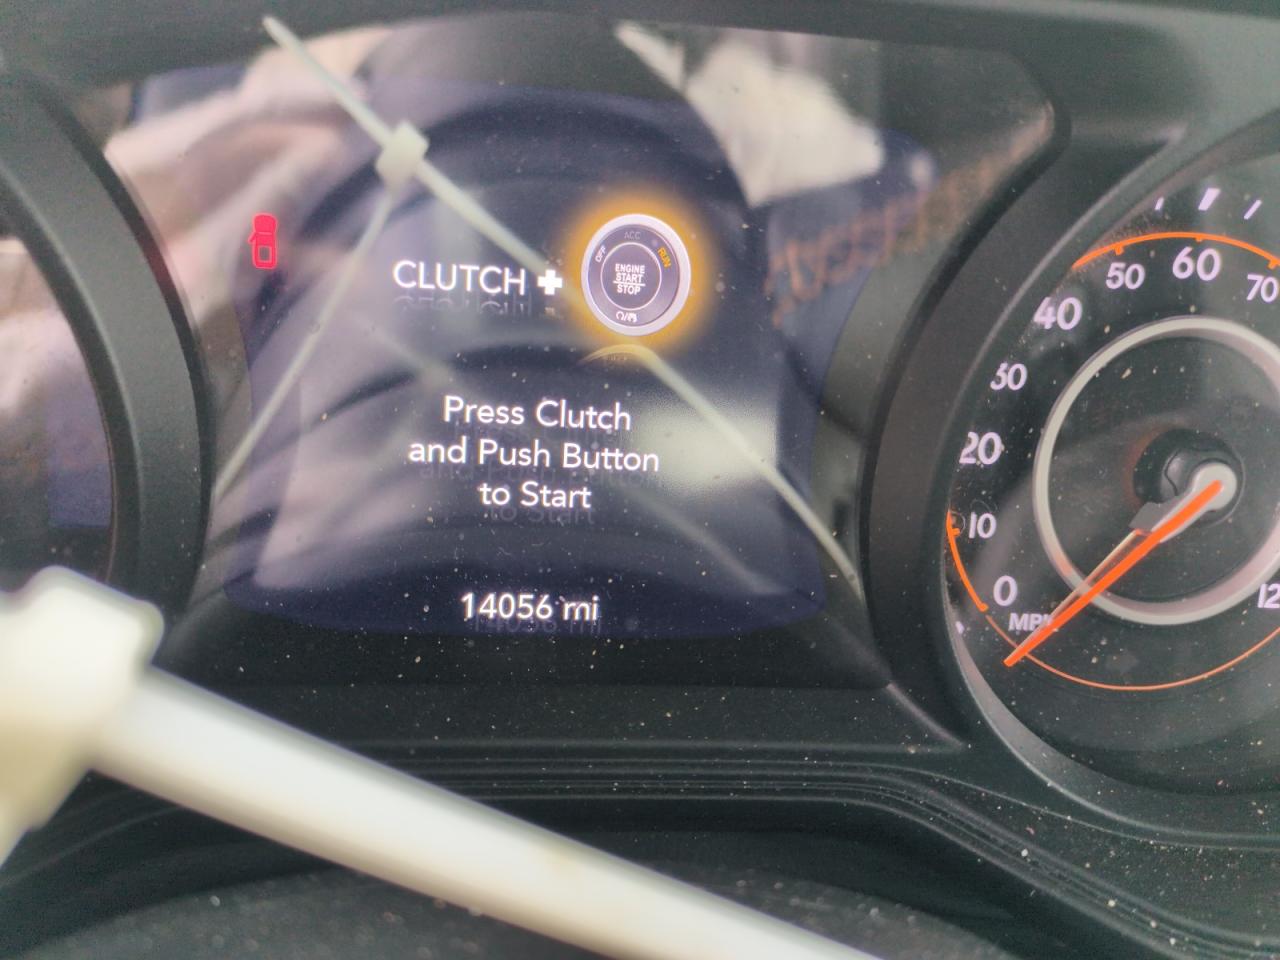 CLUTCH +
ACC
OFF
RUN
ENGINE
START
STOP
Press Clutch
and Push Button
to Start
14056 mi
0
10
20
30
40
50
60
70
MPH